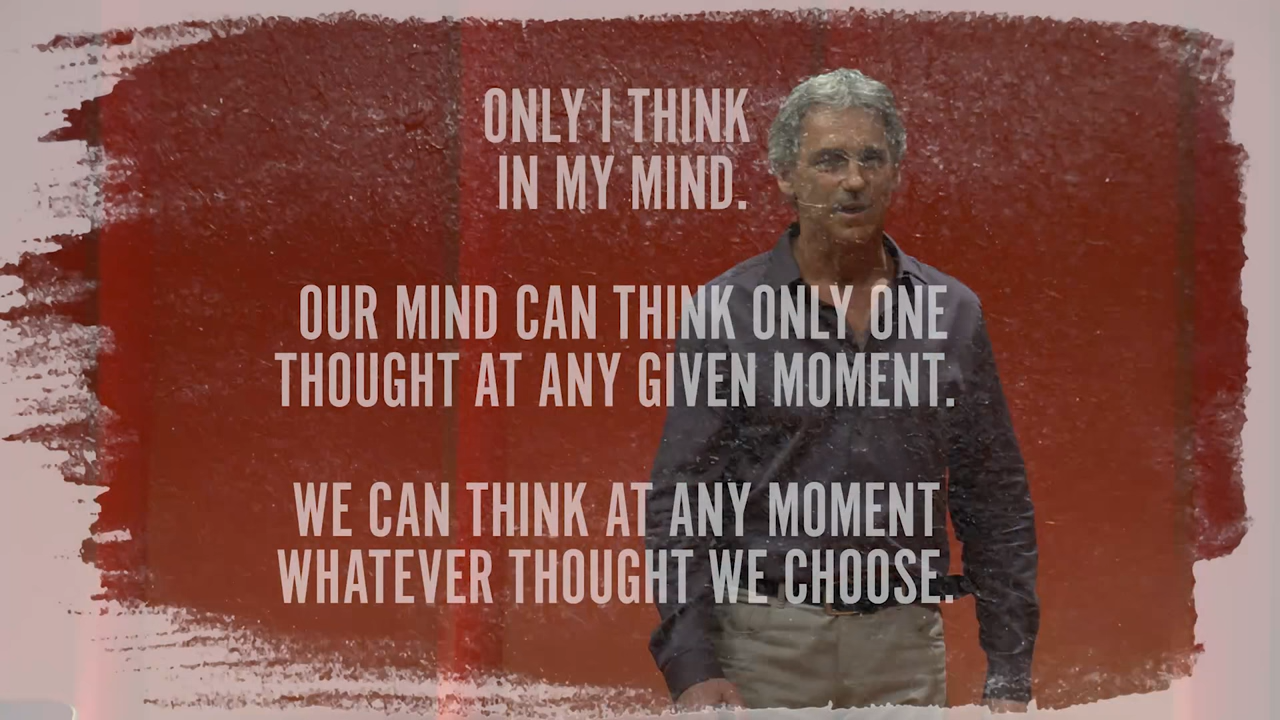 ONLY I THINK
IN MY MIND.
OUR MIND CAN THINK ONLY ONE
THOUGHT AT ANY GIVEN MOMENT.
WE CAN THINK AT ANY MOMENT
WHATEVER THOUGHT WE CHOOSE.